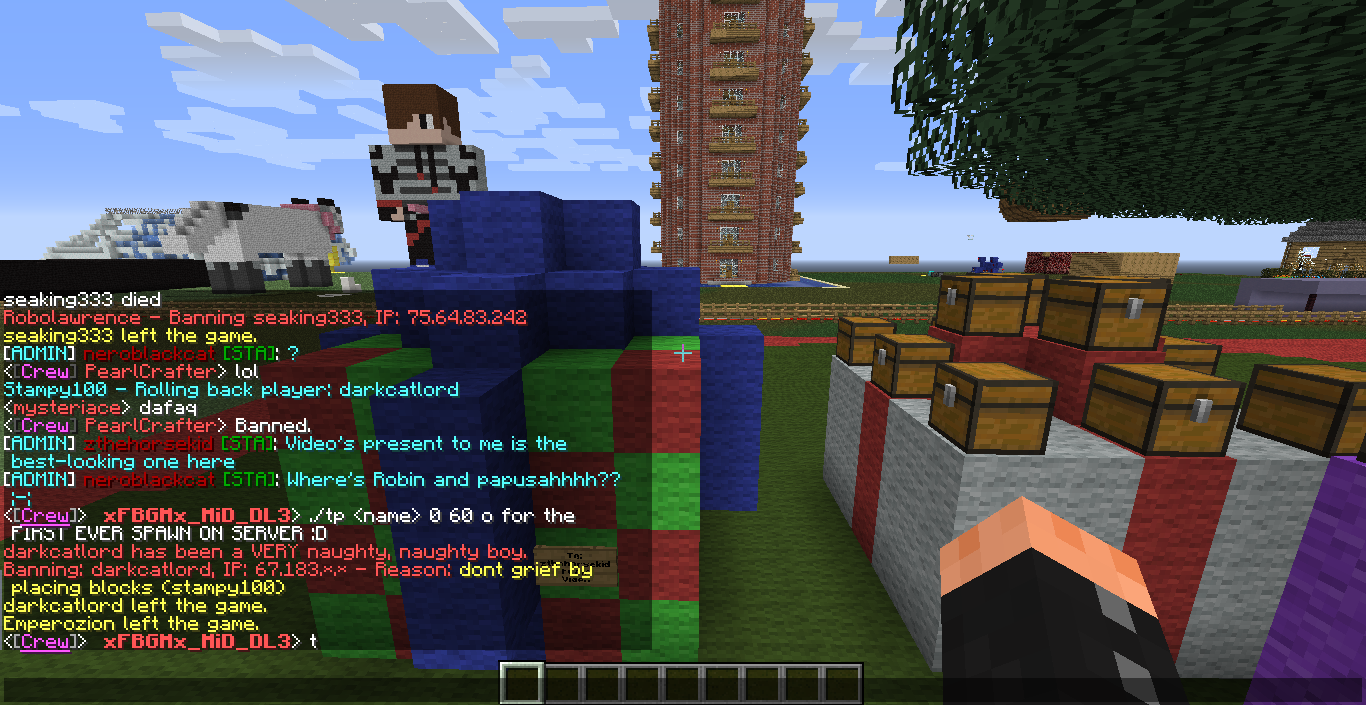 seaking333 died
Robolawrence - Banning seaking333, IP: 75.64.83.242
seaking333 left the game.
[ADMIN] neroblackcat [STA]: ?
<[Crew] PearlCrafter> lol
Stampy100 - Rolling back player: darkcatlord
<mysteriace> dafaq
<[Crew] PearlCrafter> Banned.
[ADMIN] zthehorsekid [STA]: Video's present to me is the
best-looking one here
[ADMIN] neroblackcat [STA]: Where's Robin and papusahhhh??
;-;
<[Crew]> xFBGMx_MiD_DL3> ./tp <name> 0 60 o for the
FIRST EVER SPAWN ON SERVER :D
darkcatlord has been a VERY naughty, naughty boy.
Banning: darkcatlord, IP: 67.183.*.* - Reason: dont grief by
placing blocks (stampy100)
darkcatlord left the game.
Emperozion left the game.
<[Crew]> xFBGMx_MiD_DL3> t
To: